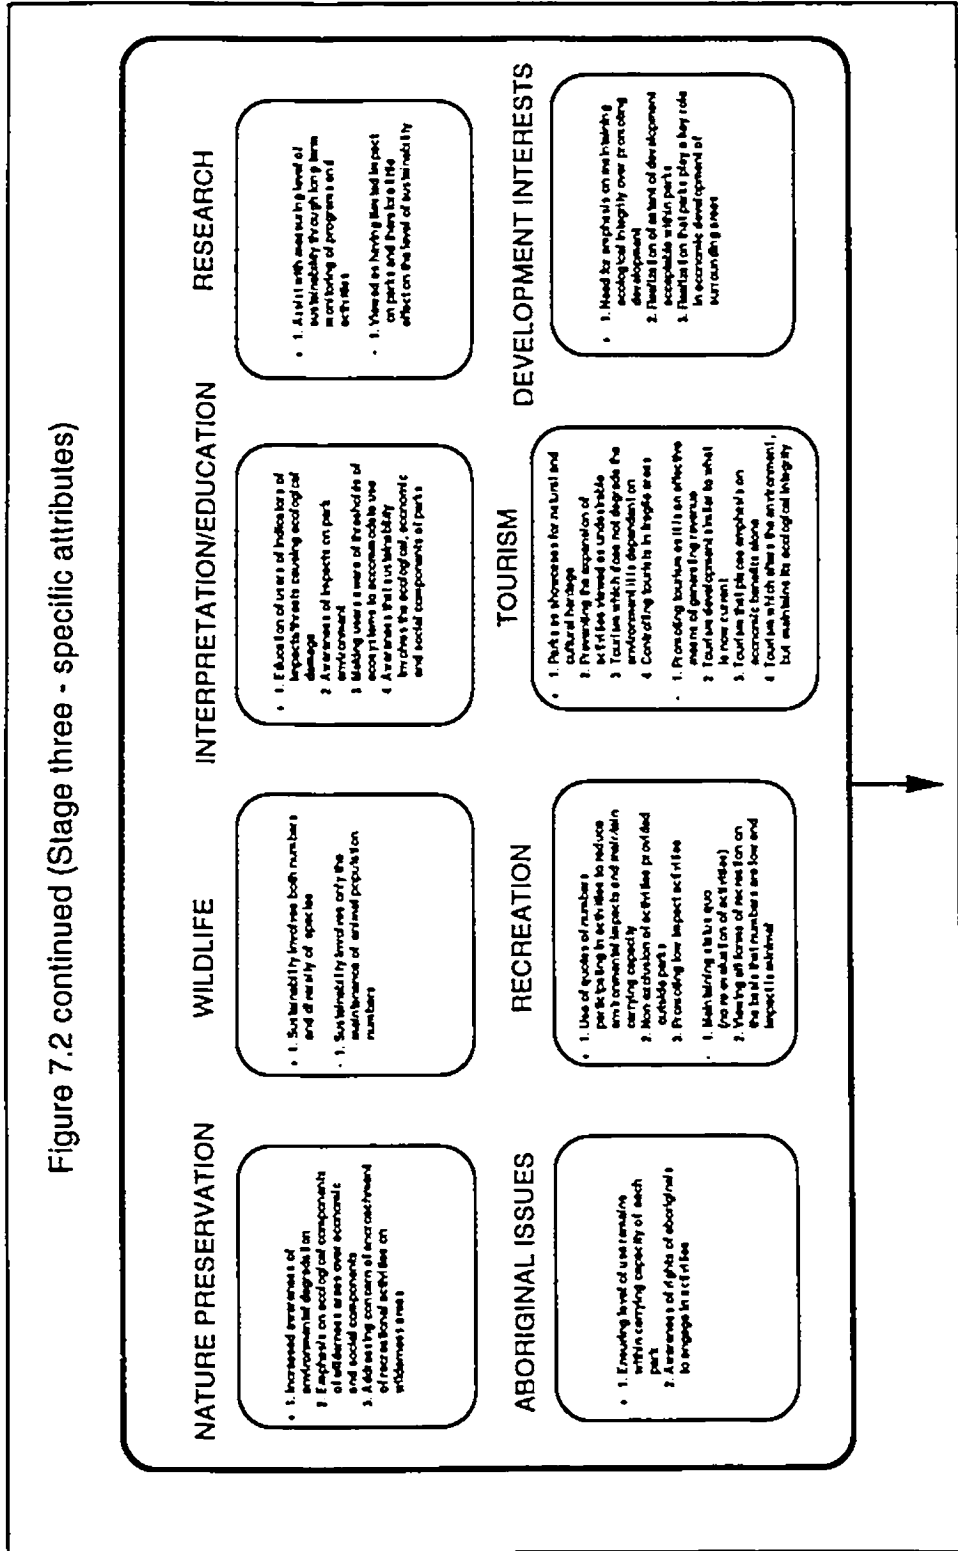 Figure 7.2 continued (Stage three - specific attributes)
NATURE PRESERVATION
+ 1. Increased awareness of
environmental degradation
2. Emphasis on ecological components
of wilderness areas over economic
and social components
3. Addressing concern of encroachment
of recreational activities on
wilderness areas
WILDLIFE
+ 1. Sustainability involves both numbers
and diversity of species
- 1. Sustainability involves only the
maintenance of animal population
numbers
INTERPRETATION/EDUCATION
+ 1. Education of users of indicators of
impacts/threats causing ecological
damage
2 Awareness of impacts on park
environment
3. Making users aware of thresholds of
ecosystems to accommodate use
4 Awareness that sustainability
involves the ecological, economic
and social components of parks
RESEARCH
+ 1. Assist with measuring level of
sustainability through long term
monitoring of programs and
activities
- 1. Viewed as having limited impact
on parks and therefore little
effect on the level of sustainability
ABORIGINAL ISSUES
+ 1. Ensuring level of use remains
within carrying capacity of each
park
2. Awareness of rights of aboriginals
to engage in activities
RECREATION
+ 1. Use of quotes of numbers
participating in activities to reduce
environmental impacts and maintain
carrying capacity
2. Non exclusion of activities provided
outside parks
3. Promoting low impact activities
- 1. Maintaining status quo
(no re-evaluation of activities)
2. Viewing all forms of recreation on
the basis that numbers are low and
impact is minimal
TOURISM
+ 1. Parks as showcases for natural and
cultural heritage
2. Preventing the expansion of
activities viewed as undesirable
3 Tourism which does not degrade the
environment it is dependant on
4 Controlling tourists in fragile areas
- 1. Promoting tourism as it is an effective
means of generating revenue
2 Tourism development similar to what
is now current
3. Tourism that places emphasis on
economic benefits alone
4 Tourism which alters the environment,
but maintains its ecological integrity
DEVELOPMENT INTERESTS
+ 1. Need for emphasis on maintaining
ecological integrity over promoting
development
2. Realization of extent of development
acceptable within parks
3. Realization that parks play a key role
in economic development of
surrounding areas